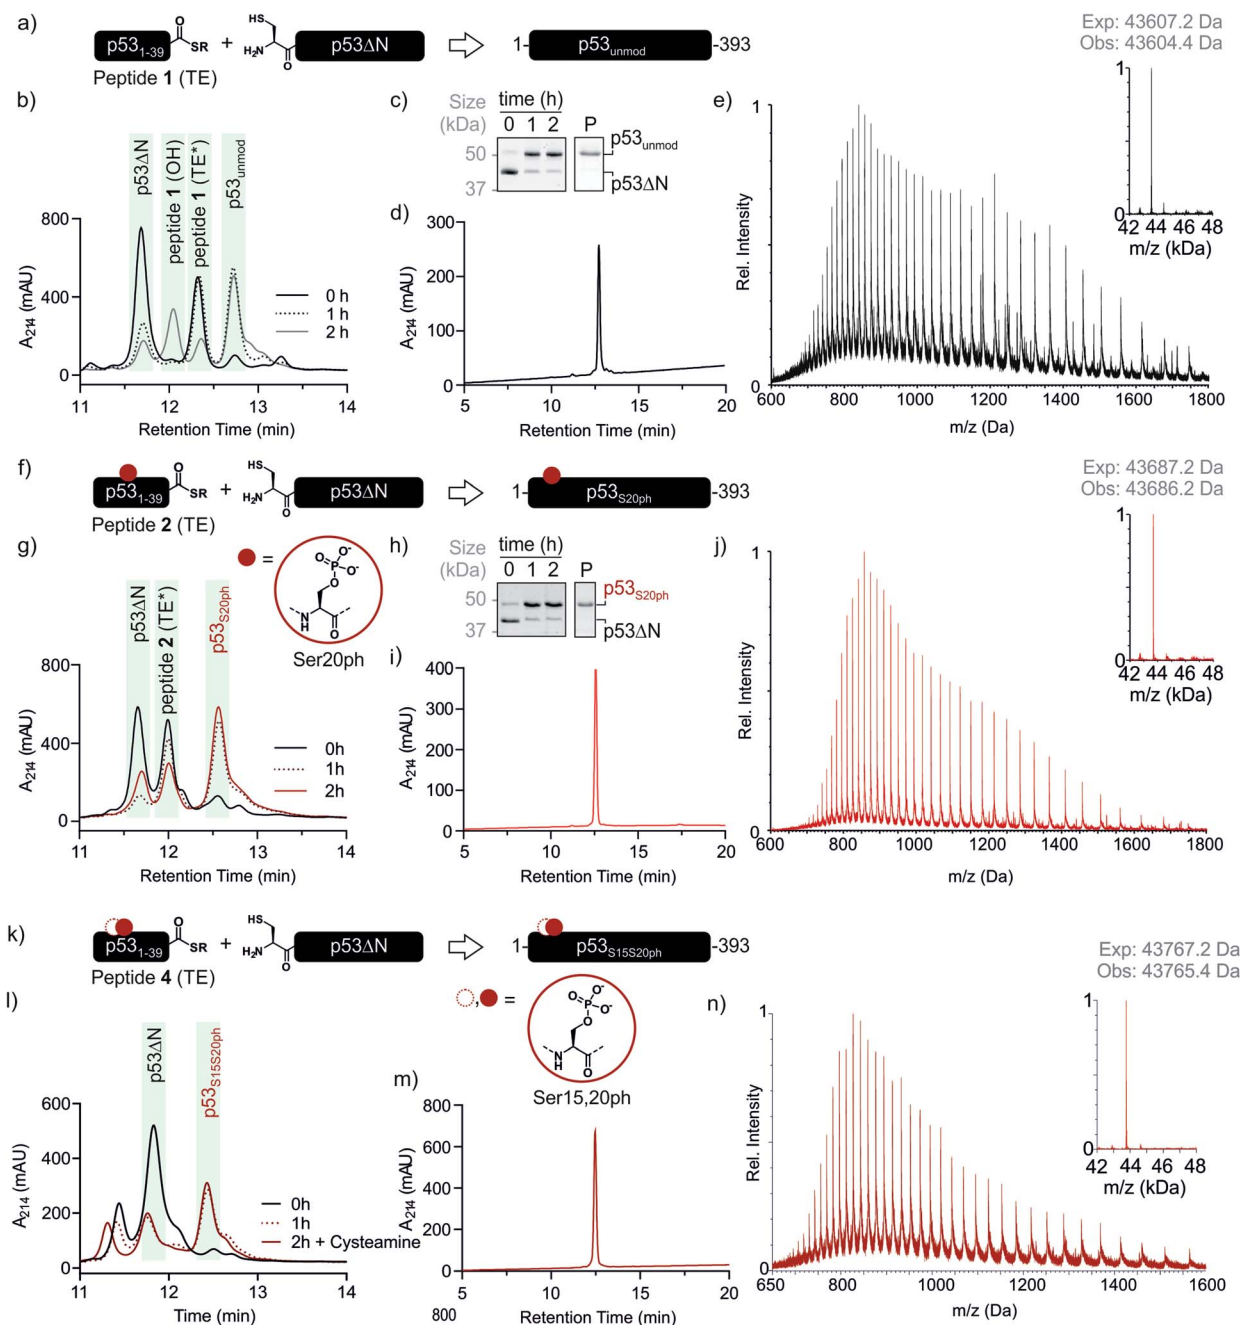 a)
p53₁₋₃₉
O
SR
+
HS
H₂N
O
p53ΔN
1-
p53unmod
-393
Peptide 1 (TE)
Exp: 43607.2 Da
Obs: 43604.4 Da
b)
p53ΔN
peptide 1 (OH)
peptide 1 (TE*)
p53unmod
800
400
0
A₂₁₄ (mAU)
0 h
1 h
2 h
11 12 13 14
Retention Time (min)
c)
Size (kDa)
time (h)
0 1 2
P
50
37
p53unmod
p53ΔN
d)
300
200
100
0
A₂₁₄ (mAU)
5 10 15 20
Retention Time (min)
e)
1
0
Rel. Intensity
600 800 1000 1200 1400 1600 1800
m/z (Da)
1
0
42 44 46 48
m/z (kDa)
f)
p53₁₋₃₉
O
SR
+
HS
H₂N
O
p53ΔN
1-
p53S20ph
-393
Peptide 2 (TE)
Exp: 43687.2 Da
Obs: 43686.2 Da
g)
p53ΔN
peptide 2 (TE*)
p53S20ph
800
400
0
A₂₁₄ (mAU)
0h
1h
2h
11 12 13 14
Retention Time (min)
=
O
P
O⁻
O⁻
O
N
H
O
Ser20ph
h)
Size (kDa)
time (h)
0 1 2
P
50
37
p53S20ph
p53ΔN
i)
400
300
200
100
0
A₂₁₄ (mAU)
5 10 15 20
Retention Time (min)
j)
1
0
Rel. Intensity
600 800 1000 1200 1400 1600 1800
m/z (Da)
1
0
42 44 46 48
m/z (kDa)
k)
p53₁₋₃₉
O
SR
+
HS
H₂N
O
p53ΔN
1-
p53S15S20ph
-393
Peptide 4 (TE)
Exp: 43767.2 Da
Obs: 43765.4 Da
l)
p53ΔN
p53S15S20ph
600
400
200
0
A₂₁₄ (mAU)
0h
1h
2h + Cysteamine
11 12 13 14
Time (min)
, =
O
P
O⁻
O⁻
O
N
H
O
Ser15,20ph
m)
800
600
400
200
0
A₂₁₄ (mAU)
5 10 15 20
800
Retention Time (min)
n)
1
0
Rel. Intensity
650 800 1000 1200 1400 1600
m/z (Da)
1
0
42 44 46 48
m/z (kDa)